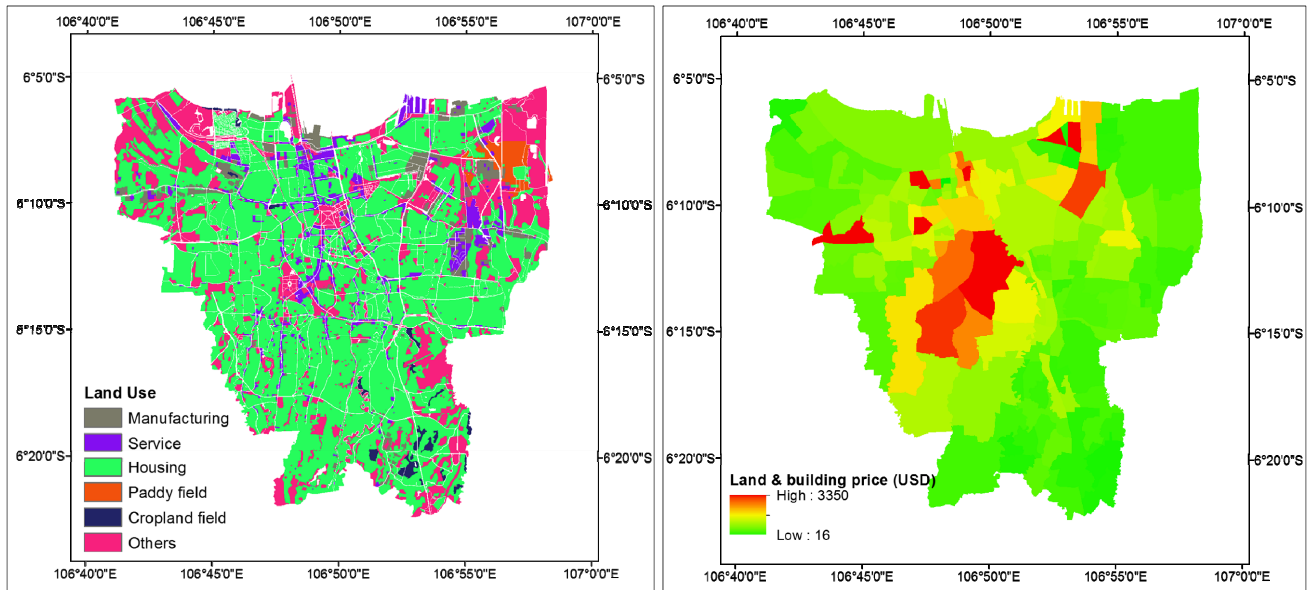 106°40'0"E 106°45'0"E 106°50'0"E 106°55'0"E 107°0'0"E
6°5'0"S 6°5'0"S
6°10'0"S 6°10'0"S
6°15'0"S 6°15'0"S
6°20'0"S 6°20'0"S
Land Use
Manufacturing
Service
Housing
Paddy field
Cropland field
Others
106°40'0"E 106°45'0"E 106°50'0"E 106°55'0"E 107°0'0"E
106°40'0"E 106°45'0"E 106°50'0"E 106°55'0"E 107°0'0"E
6°5'0"S 6°5'0"S
6°10'0"S 6°10'0"S
6°15'0"S 6°15'0"S
6°20'0"S 6°20'0"S
Land & building price (USD)
High : 3350
Low : 16
106°40'0"E 106°45'0"E 106°50'0"E 106°55'0"E 107°0'0"E